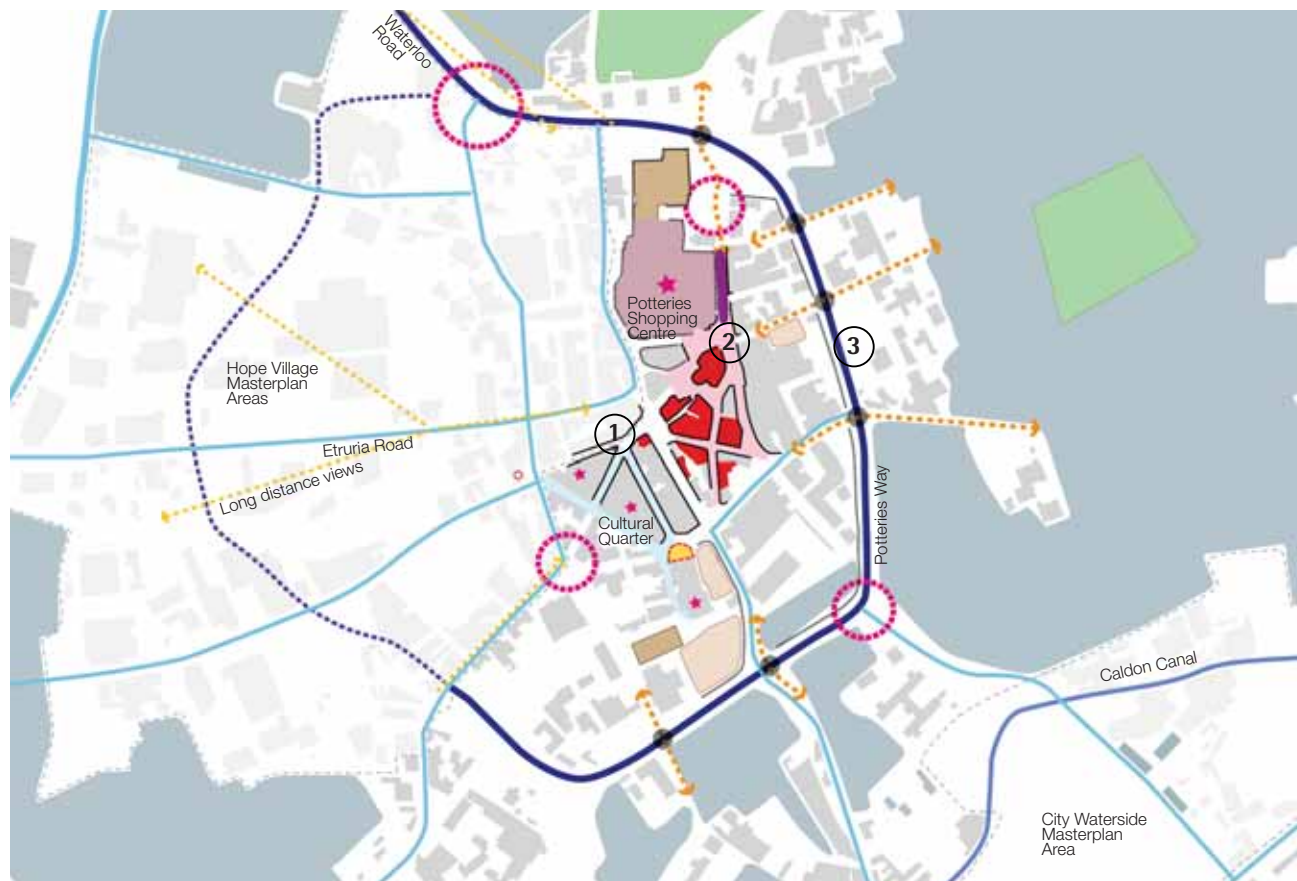 Waterloo
Road
Potteries
Shopping
Centre
2
3
Hope Village
Masterplan
Areas
1
Etruria Road
Long distance views
Cultural
Quarter
Potteries Way
Caldon Canal
City Waterside
Masterplan
Area